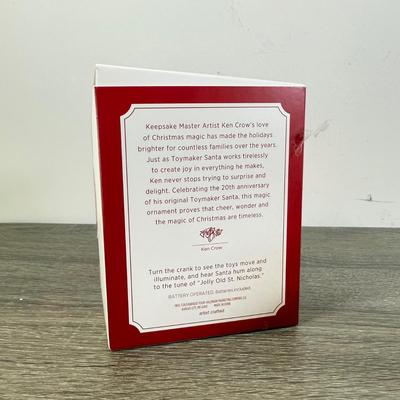 Keepsake Master Artist Ken Crow's love
of Christmas magic has made the holidays
brighter for countless families over the years.
Just as Toymaker Santa works tirelessly
to create joy in everything he makes,
Ken never stops trying to surprise and
delight. Celebrating the 20th anniversary
of his original Toymaker Santa, this magic
ornament proves that cheer, wonder and
the magic of Christmas are timeless.
Ken Crow
Turn the crank to see the toys move and
illuminate, and hear Santa hum along
to the tune of "Jolly Old St. Nicholas."
BATTERY OPERATED. Batteries included.
artist crafted